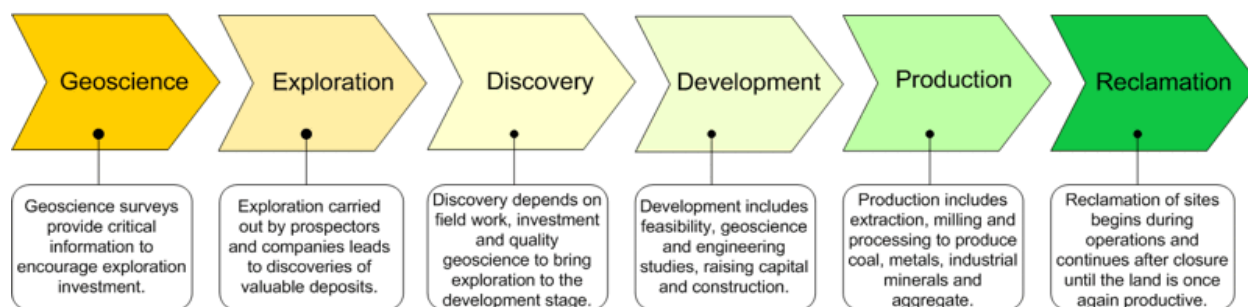 Geoscience
Exploration
Discovery
Development
Production
Reclamation
Geoscience surveys
provide critical
information to
encourage exploration
investment.
Exploration carried
out by prospectors
and companies leads
to discoveries of
valuable deposits.
Discovery depends on
field work, investment
and quality
geoscience to bring
exploration to the
development stage.
Development includes
feasibility, geoscience
and engineering
studies, raising capital
and construction.
Production includes
extraction, milling and
processing to produce
coal, metals, industrial
minerals and
aggregate.
Reclamation of sites
begins during
operations and
continues after closure
until the land is once
again productive.